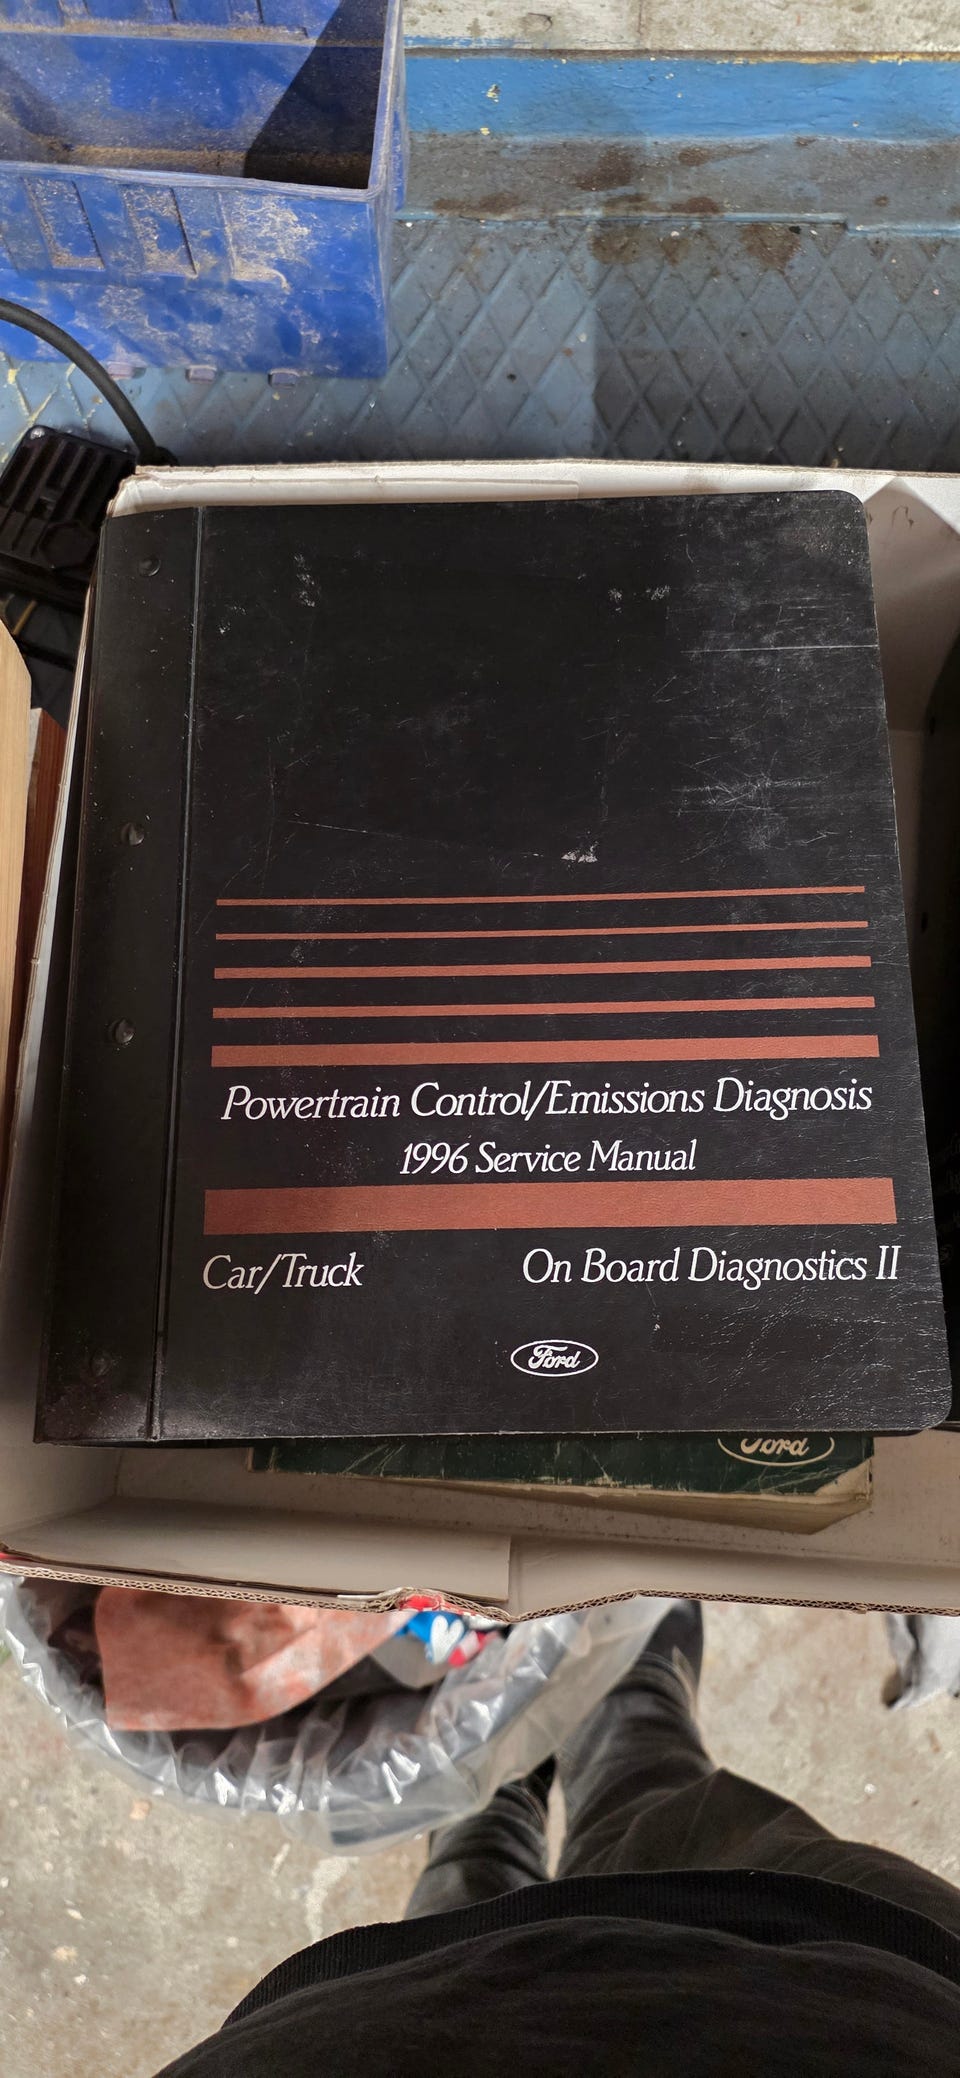 Powertrain Control/Emissions Diagnosis
1996 Service Manual
Car/Truck
On Board Diagnostics II
Ford
Ford